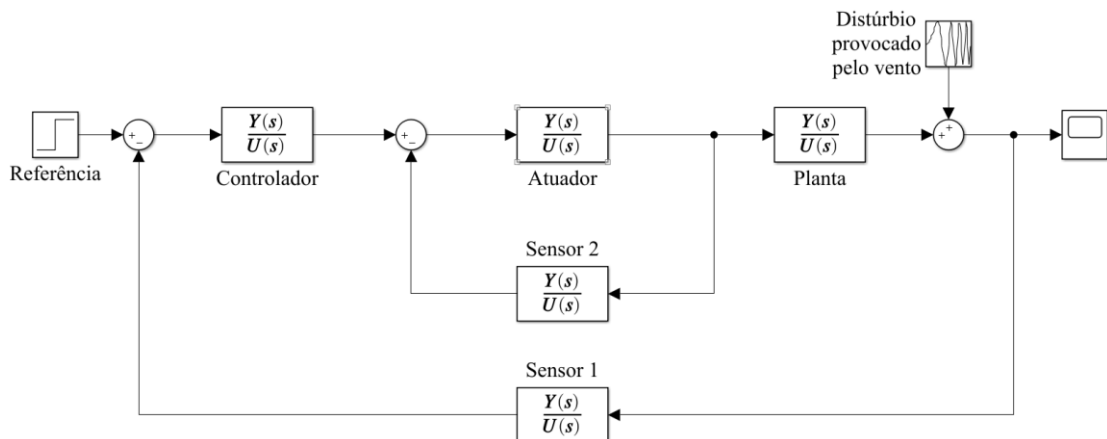 Distúrbio
provocado
pelo vento
+
+
−
Y(s)
U(s)
+
−
Y(s)
U(s)
Y(s)
U(s)
+
+
Referência
Controlador
Atuador
Planta
Sensor 2
Y(s)
U(s)
Sensor 1
Y(s)
U(s)